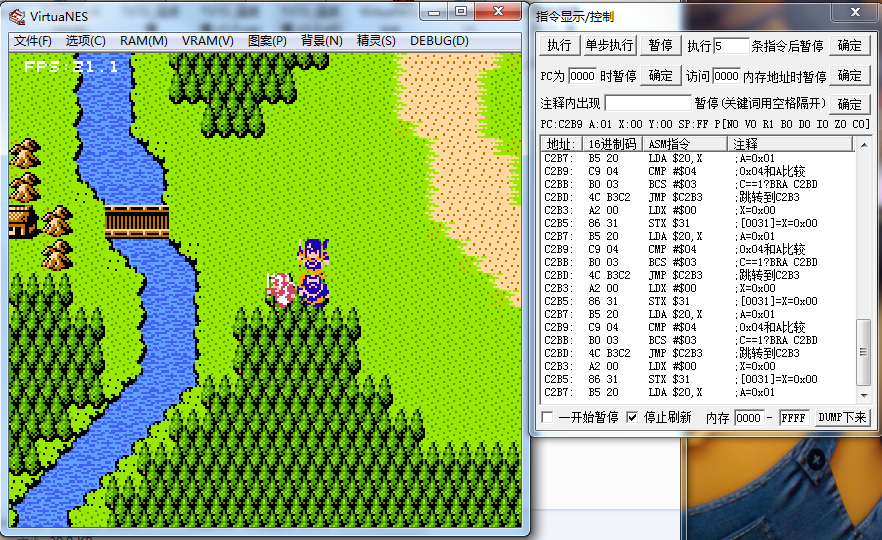 VirtuaNES
文件(F) 选项(C) RAM(M) VRAM(V) 图案(P) 背景(N) 精灵(S) DEBUG(D)
FPS:21.1
指令显示/控制
执行 单步执行 暂停 执行 5 条指令后暂停 确定
PC为 0000 时暂停 确定 访问 0000 内存地址时暂停 确定
注释内出现 暂停(关键词用空格隔开) 确定
PC:C2B9 A:01 X:00 Y:00 SP:FF P[N0 V0 R1 B0 D0 I0 Z0 C0]
地址: 16进制码 ASM指令 注释
C2B7: B5 20 LDA $20,X ;A=0x01
C2B9: C9 04 CMP #$04 ;0x04和A比较
C2BB: B0 03 BCS #$03 ;C==1?BRA C2BD
C2BD: 4C B3C2 JMP $C2B3 ;跳转到C2B3
C2B3: A2 00 LDX #$00 ;X=0x00
C2B5: 86 31 STX $31 ;[0031]=X=0x00
C2B7: B5 20 LDA $20,X ;A=0x01
C2B9: C9 04 CMP #$04 ;0x04和A比较
C2BB: B0 03 BCS #$03 ;C==1?BRA C2BD
C2BD: 4C B3C2 JMP $C2B3 ;跳转到C2B3
C2B3: A2 00 LDX #$00 ;X=0x00
C2B5: 86 31 STX $31 ;[0031]=X=0x00
C2B7: B5 20 LDA $20,X ;A=0x01
C2B9: C9 04 CMP #$04 ;0x04和A比较
C2BB: B0 03 BCS #$03 ;C==1?BRA C2BD
C2BD: 4C B3C2 JMP $C2B3 ;跳转到C2B3
C2B3: A2 00 LDX #$00 ;X=0x00
C2B5: 86 31 STX $31 ;[0031]=X=0x00
C2B7: B5 20 LDA $20,X ;A=0x01
一开始暂停 停止刷新 内存 0000 - FFFF DUMP下来